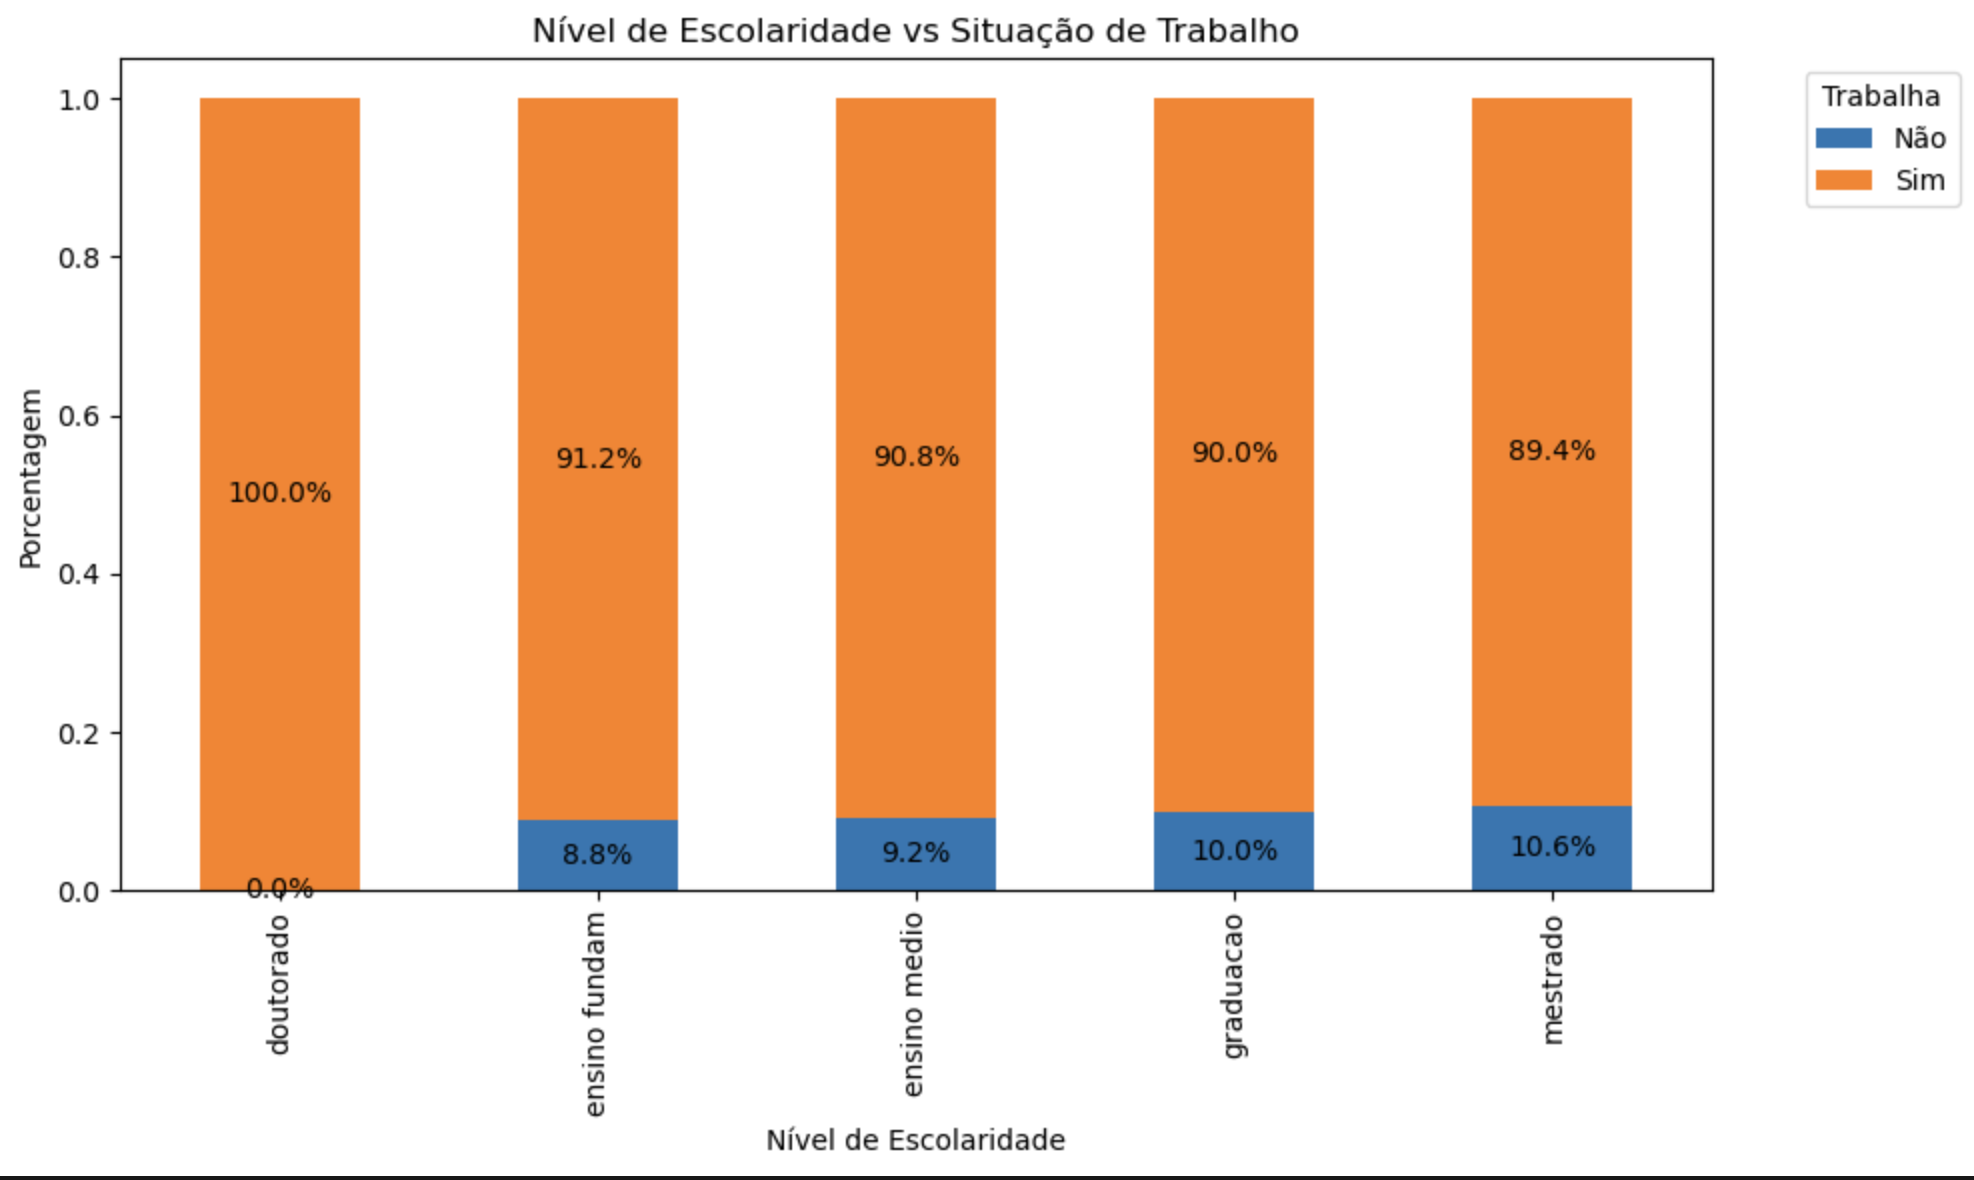 Nível de Escolaridade vs Situação de Trabalho
Trabalha
Não
Sim
Porcentagem
1.0
0.8
0.6
0.4
0.2
0.0
100.0%
91.2%
90.8%
90.0%
89.4%
0.0%
8.8%
9.2%
10.0%
10.6%
doutorado
ensino fundam
ensino medio
graduacao
mestrado
Nível de Escolaridade